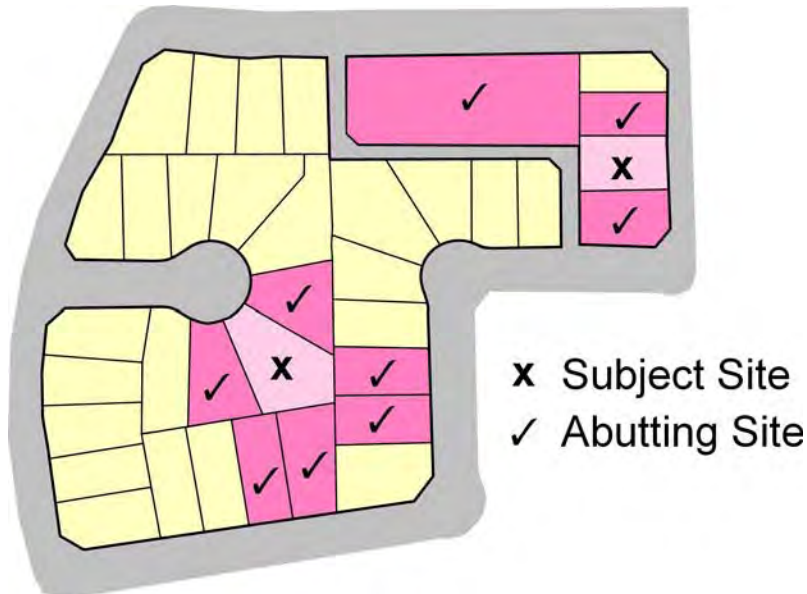 ✓
✓
x
✓
✓
x
✓
✓
✓
✓
✓
x Subject Site
✓ Abutting Site